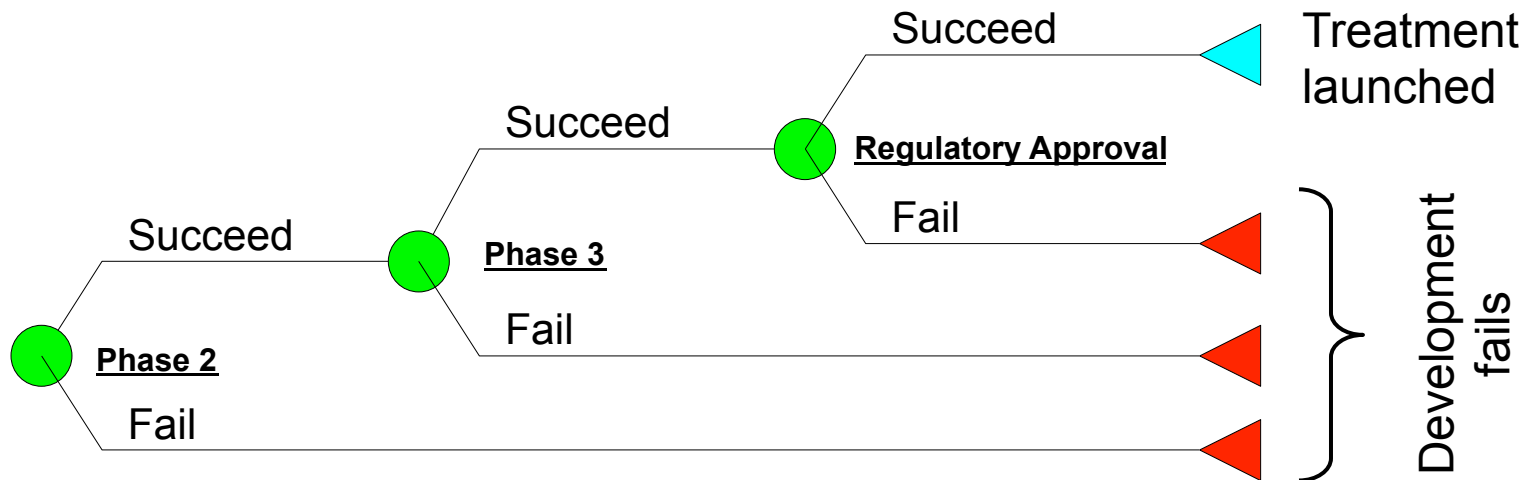 Succeed
Treatment
launched
Succeed
Regulatory Approval
Fail
Succeed
Phase 3
Fail
Phase 2
Fail
Development
fails